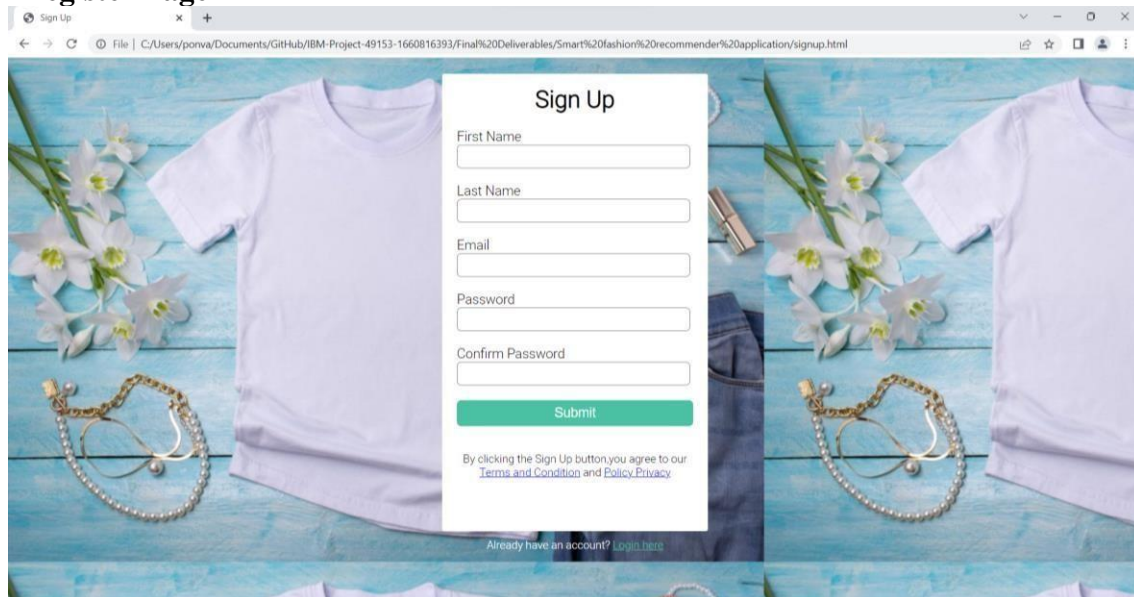 Sign Up
File | C:/Users/ponva/Documents/GitHub/IBM-Project-49153-1660816393/Final%20Deliverables/Smart%20fashion%20recommender%20application/signup.html
Sign Up
First Name
Last Name
Email
Password
Confirm Password
Submit
By clicking the Sign Up button,you agree to our
Terms and Condition and Policy Privacy
Already have an account? Login here